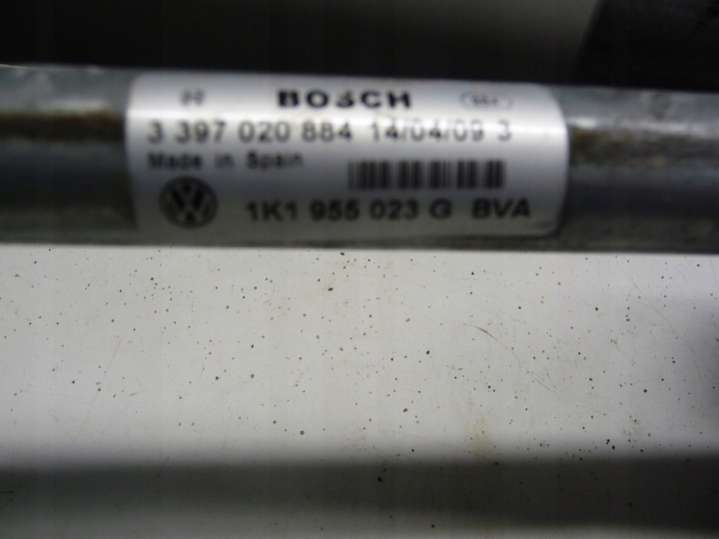 BOSCH
3 397 020 884 14/04/09 3
Made in Spain
1K1 955 023 G BVA